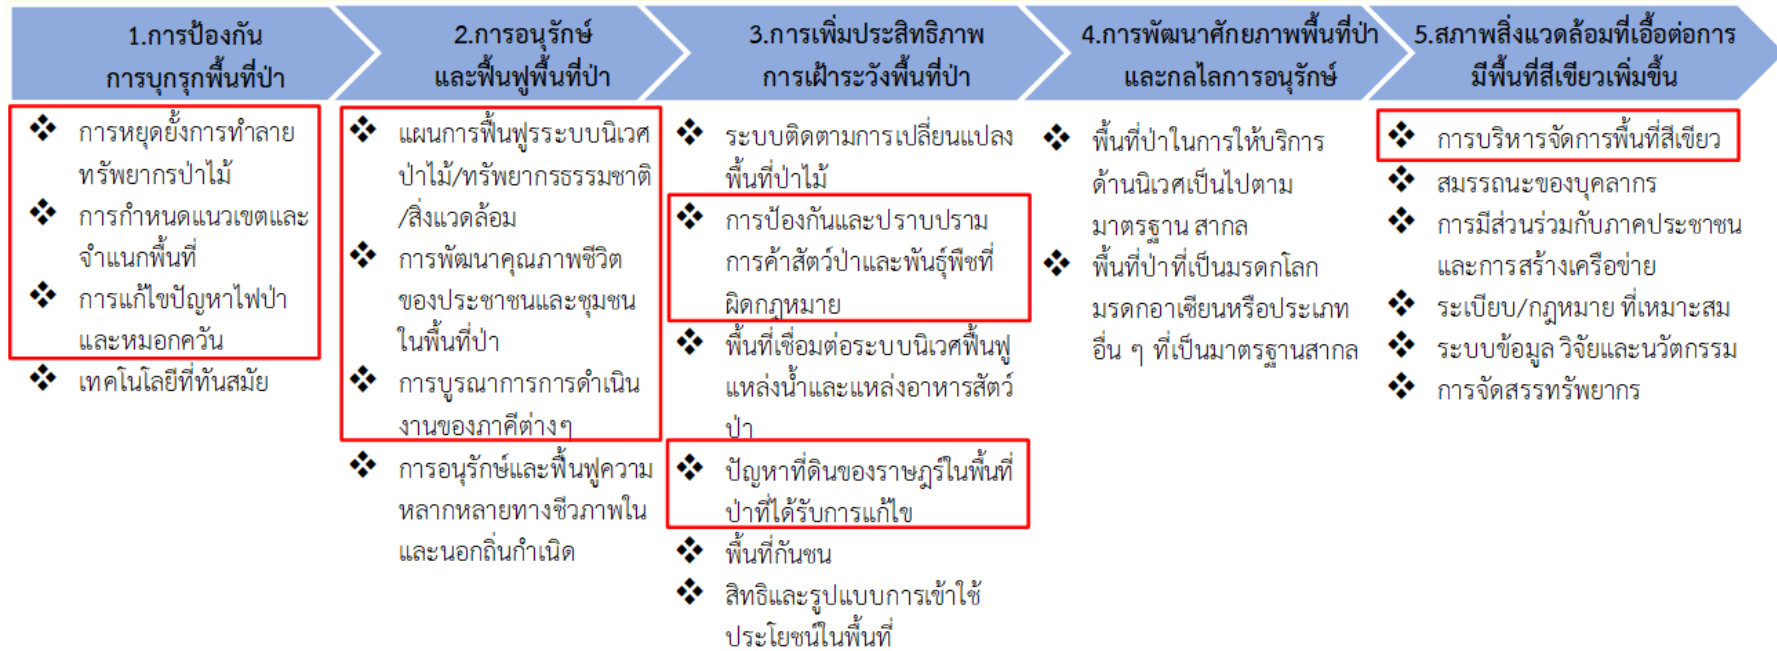 1.การป้องกัน
การบุกรุกพื้นที่ป่า
2.การอนุรักษ์
และฟื้นฟูพื้นที่ป่า
3.การเพิ่มประสิทธิภาพ
การเฝ้าระวังพื้นที่ป่า
4.การพัฒนาศักยภาพพื้นที่ป่า
และกลไลการอนุรักษ์
5.สภาพสิ่งแวดล้อมที่เอื้อต่อการ
มีพื้นที่สีเขียวเพิ่มขึ้น
❖ การหยุดยั้งการทำลาย
ทรัพยากรป่าไม้
❖ การกำหนดแนวเขตและ
จำแนกพื้นที่
❖ การแก้ไขปัญหาไฟป่า
และหมอกควัน
❖ เทคโนโลยีที่ทันสมัย
❖ แผนการฟื้นฟูรระบบนิเวศ
ป่าไม้/ทรัพยากรธรรมชาติ
/สิ่งแวดล้อม
❖ การพัฒนาคุณภาพชีวิต
ของประชาชนและชุมชน
ในพื้นที่ป่า
❖ การบูรณาการการดำเนิน
งานของภาคีต่างๆ
❖ การอนุรักษ์และฟื้นฟูความ
หลากหลายทางชีวภาพใน
และนอกถิ่นกำเนิด
❖ ระบบติดตามการเปลี่ยนแปลง
พื้นที่ป่าไม้
❖ การป้องกันและปราบปราม
การค้าสัตว์ป่าและพันธุ์พืชที่
ผิดกฎหมาย
❖ พื้นที่เชื่อมต่อระบบนิเวศฟื้นฟู
แหล่งน้ำและแหล่งอาหารสัตว์
ป่า
❖ ปัญหาที่ดินของราษฎร์ในพื้นที่
ป่าที่ได้รับการแก้ไข
❖ พื้นที่กันชน
❖ สิทธิและรูปแบบการเข้าใช้
ประโยชน์ในพื้นที่
❖ พื้นที่ป่าในการให้บริการ
ด้านนิเวศเป็นไปตาม
มาตรฐาน สากล
❖ พื้นที่ป่าที่เป็นมรดกโลก
มรดกอาเซียนหรือประเภท
อื่น ๆ ที่เป็นมาตรฐานสากล
❖ การบริหารจัดการพื้นที่สีเขียว
❖ สมรรถนะของบุคลากร
❖ การมีส่วนร่วมกับภาคประชาชน
และการสร้างเครือข่าย
❖ ระเบียบ/กฎหมาย ที่เหมาะสม
❖ ระบบข้อมูล วิจัยและนวัตกรรม
❖ การจัดสรรทรัพยากร